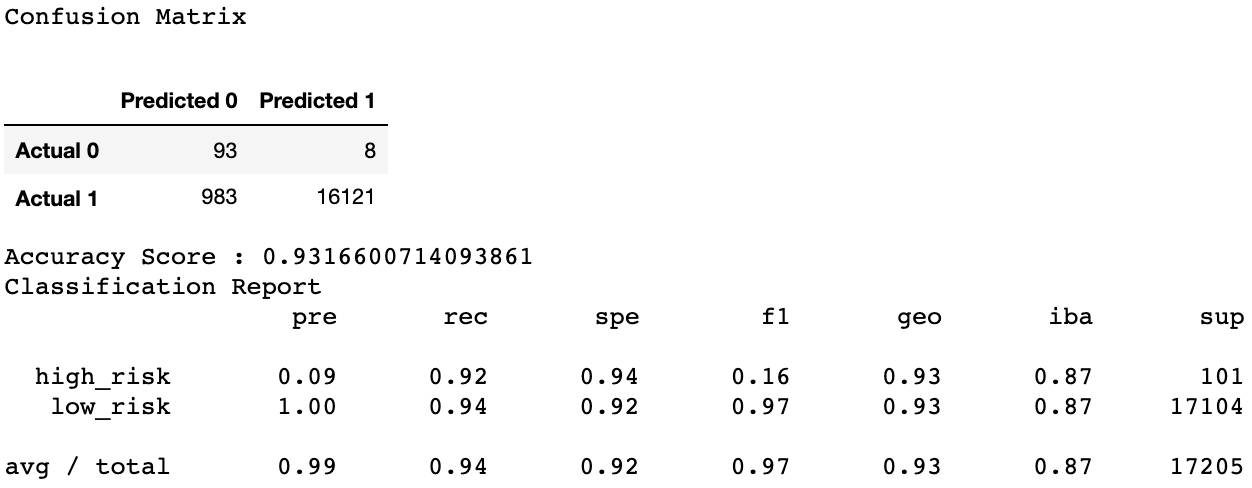 Confusion Matrix
Predicted 0 Predicted 1
Actual 0 93 8
Actual 1 983 16121
Accuracy Score : 0.9316600714093861
Classification Report
pre rec spe f1 geo iba sup
high_risk 0.09 0.92 0.94 0.16 0.93 0.87 101
low_risk 1.00 0.94 0.92 0.97 0.93 0.87 17104
avg / total 0.99 0.94 0.92 0.97 0.93 0.87 17205